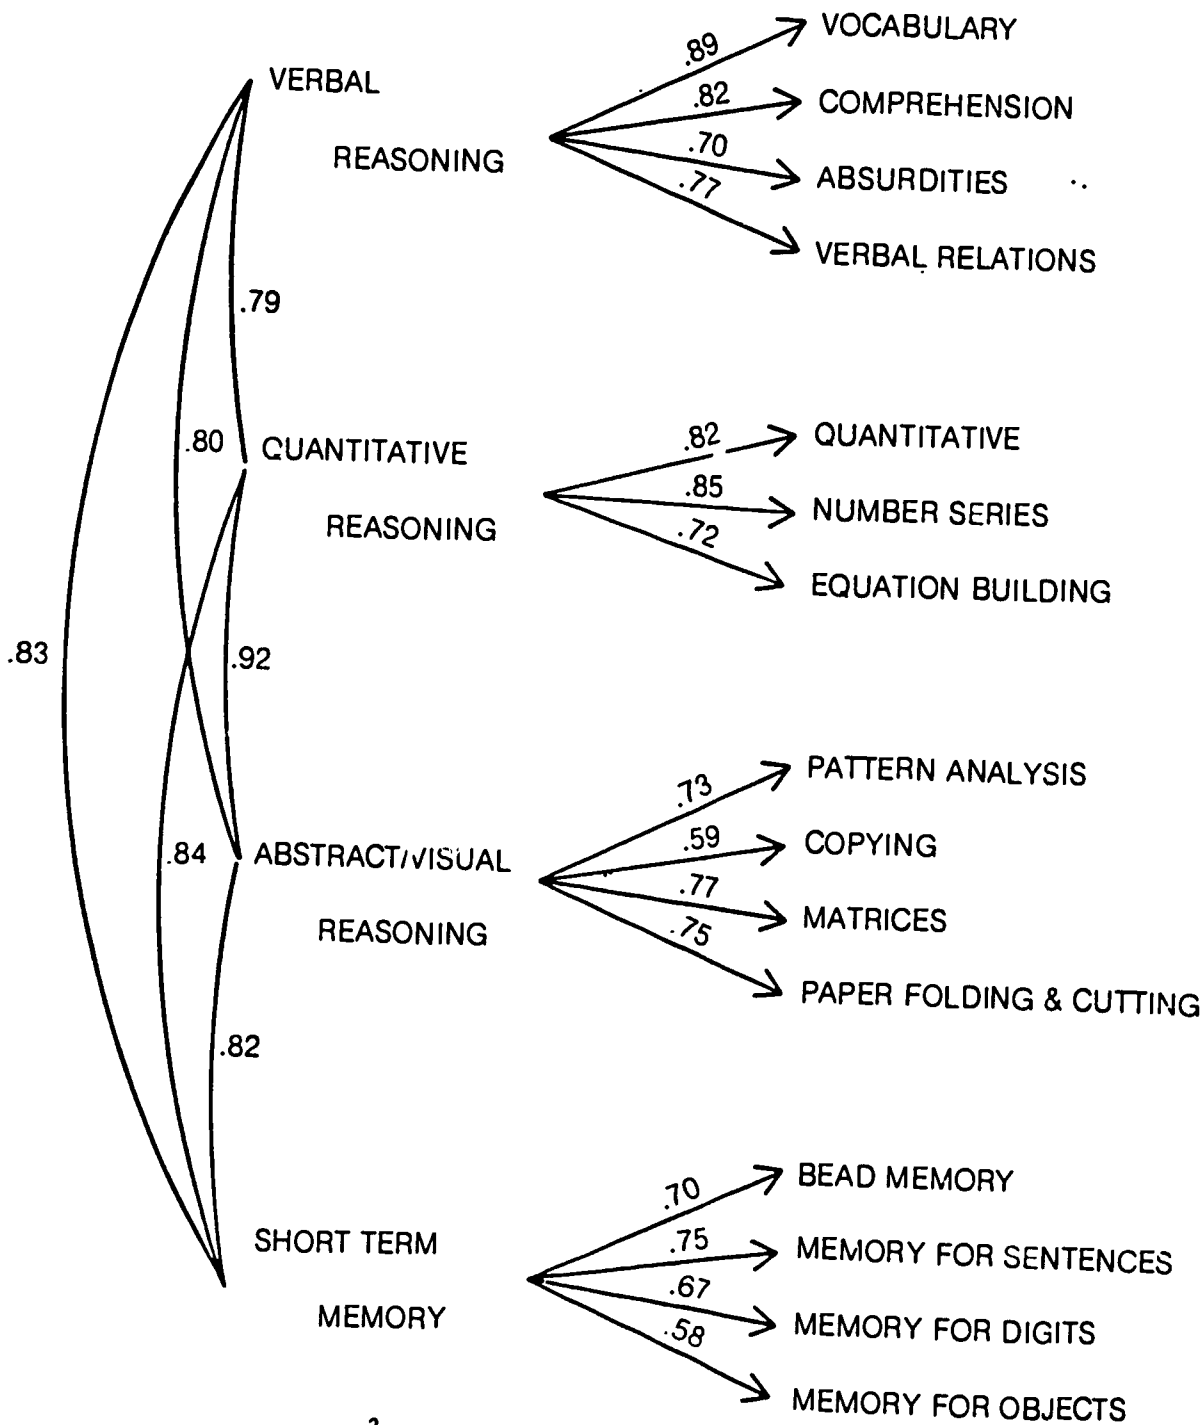 VOCABULARY
.89
VERBAL
.82
COMPREHENSION
REASONING
.70
ABSURDITIES
.77
VERBAL RELATIONS
.79
.80
QUANTITATIVE
REASONING
.82
QUANTITATIVE
.85
NUMBER SERIES
.72
EQUATION BUILDING
.83
.92
.73
PATTERN ANALYSIS
.84
ABSTRACT/VISUAL
REASONING
.59
COPYING
.77
MATRICES
.75
PAPER FOLDING & CUTTING
.82
SHORT TERM
MEMORY
.70
BEAD MEMORY
.75
MEMORY FOR SENTENCES
.67
MEMORY FOR DIGITS
.58
MEMORY FOR OBJECTS